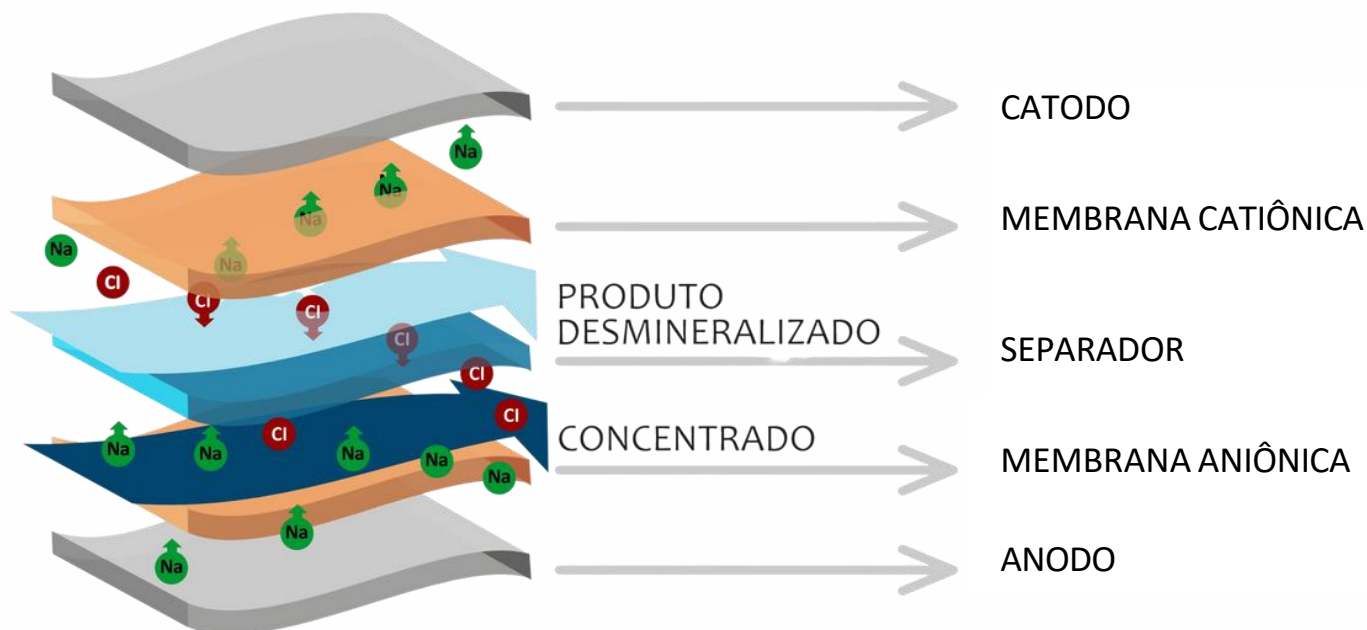 CATODO
Na
Na
MEMBRANA CATIÔNICA
Na
Na
Na
Cl
Cl
Cl
PRODUTO
DESMINERALIZADO
Cl
SEPARADOR
Cl
Cl
Cl
CONCENTRADO
Na
Na
Na
Na
MEMBRANA ANIÔNICA
Na
Na
ANODO
Na